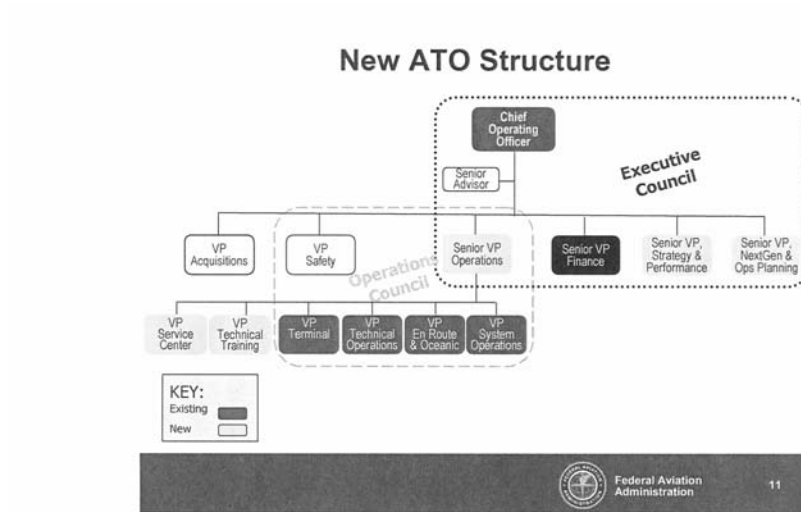 New ATO Structure
Chief
Operating
Officer
Senior
Advisor
Executive
Council
VP
Acquisitions
VP
Safety
Senior VP
Operations
Senior VP
Finance
Senior VP,
Strategy &
Performance
Senior VP,
NextGen &
Ops Planning
Operations
Council
VP
Service
Center
VP
Technical
Training
VP
Terminal
VP
Technical
Operations
VP
En Route
& Oceanic
VP
System
Operations
KEY:
Existing
New
Federal Aviation
Administration
11